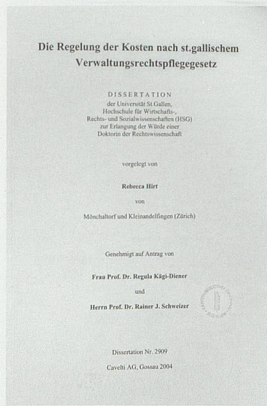 Die Regelung der Kosten nach st.gallischem
Verwaltungsrechtspflegegesetz
DISSERTATION
der Universität St.Gallen,
Hochschule für Wirtschafts-,
Rechts- und Sozialwissenschaften (HSG)
zur Erlangung der Würde einer
Doktorin der Rechtswissenschaft
vorgelegt von
Rebecca Hirt
von
Mönchaltorf und Kleinandelfingen (Zürich)
Genehmigt auf Antrag von
Frau Prof. Dr. Regula Kägi-Diener
und
Herrn Prof. Dr. Rainer J. Schweizer
Dissertation Nr. 2909
Cavelti AG, Gossau 2004